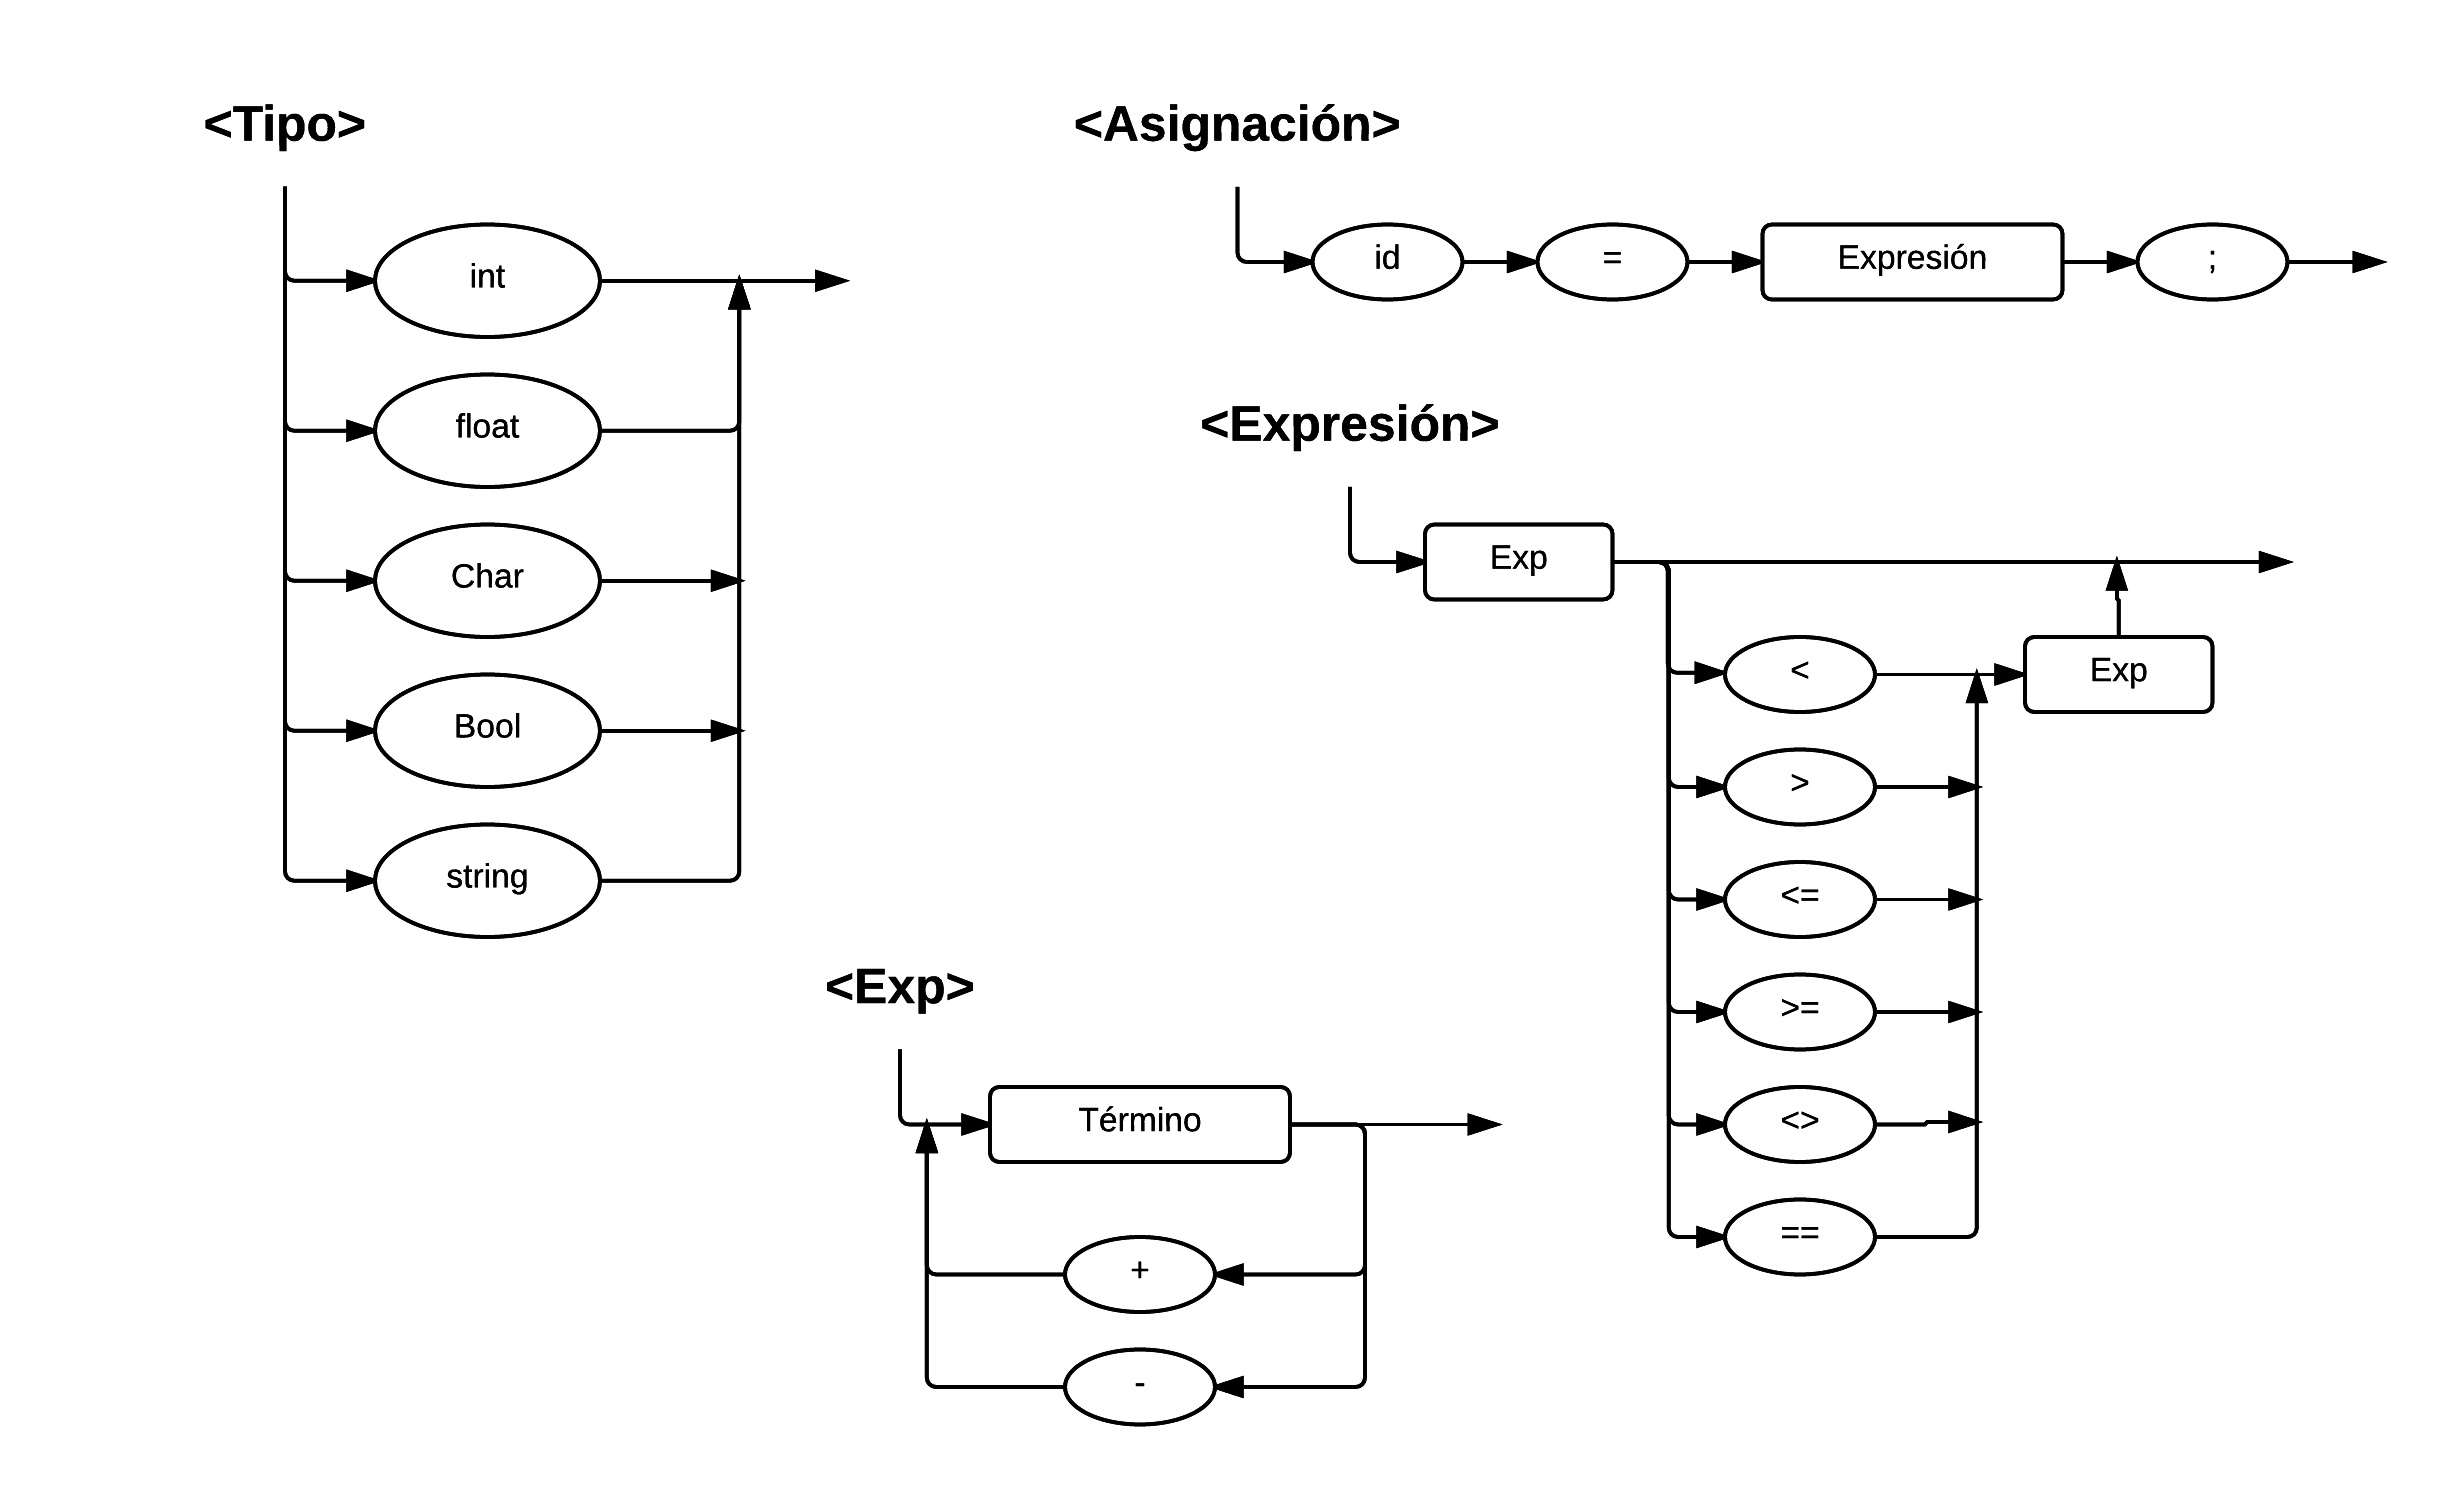 <Tipo>
int
float
Char
Bool
string
<Asignación>
id
=
Expresión
;
<Expresión>
Exp
<
Exp
>
<=
>=
<>
==
<Exp>
Término
+
-